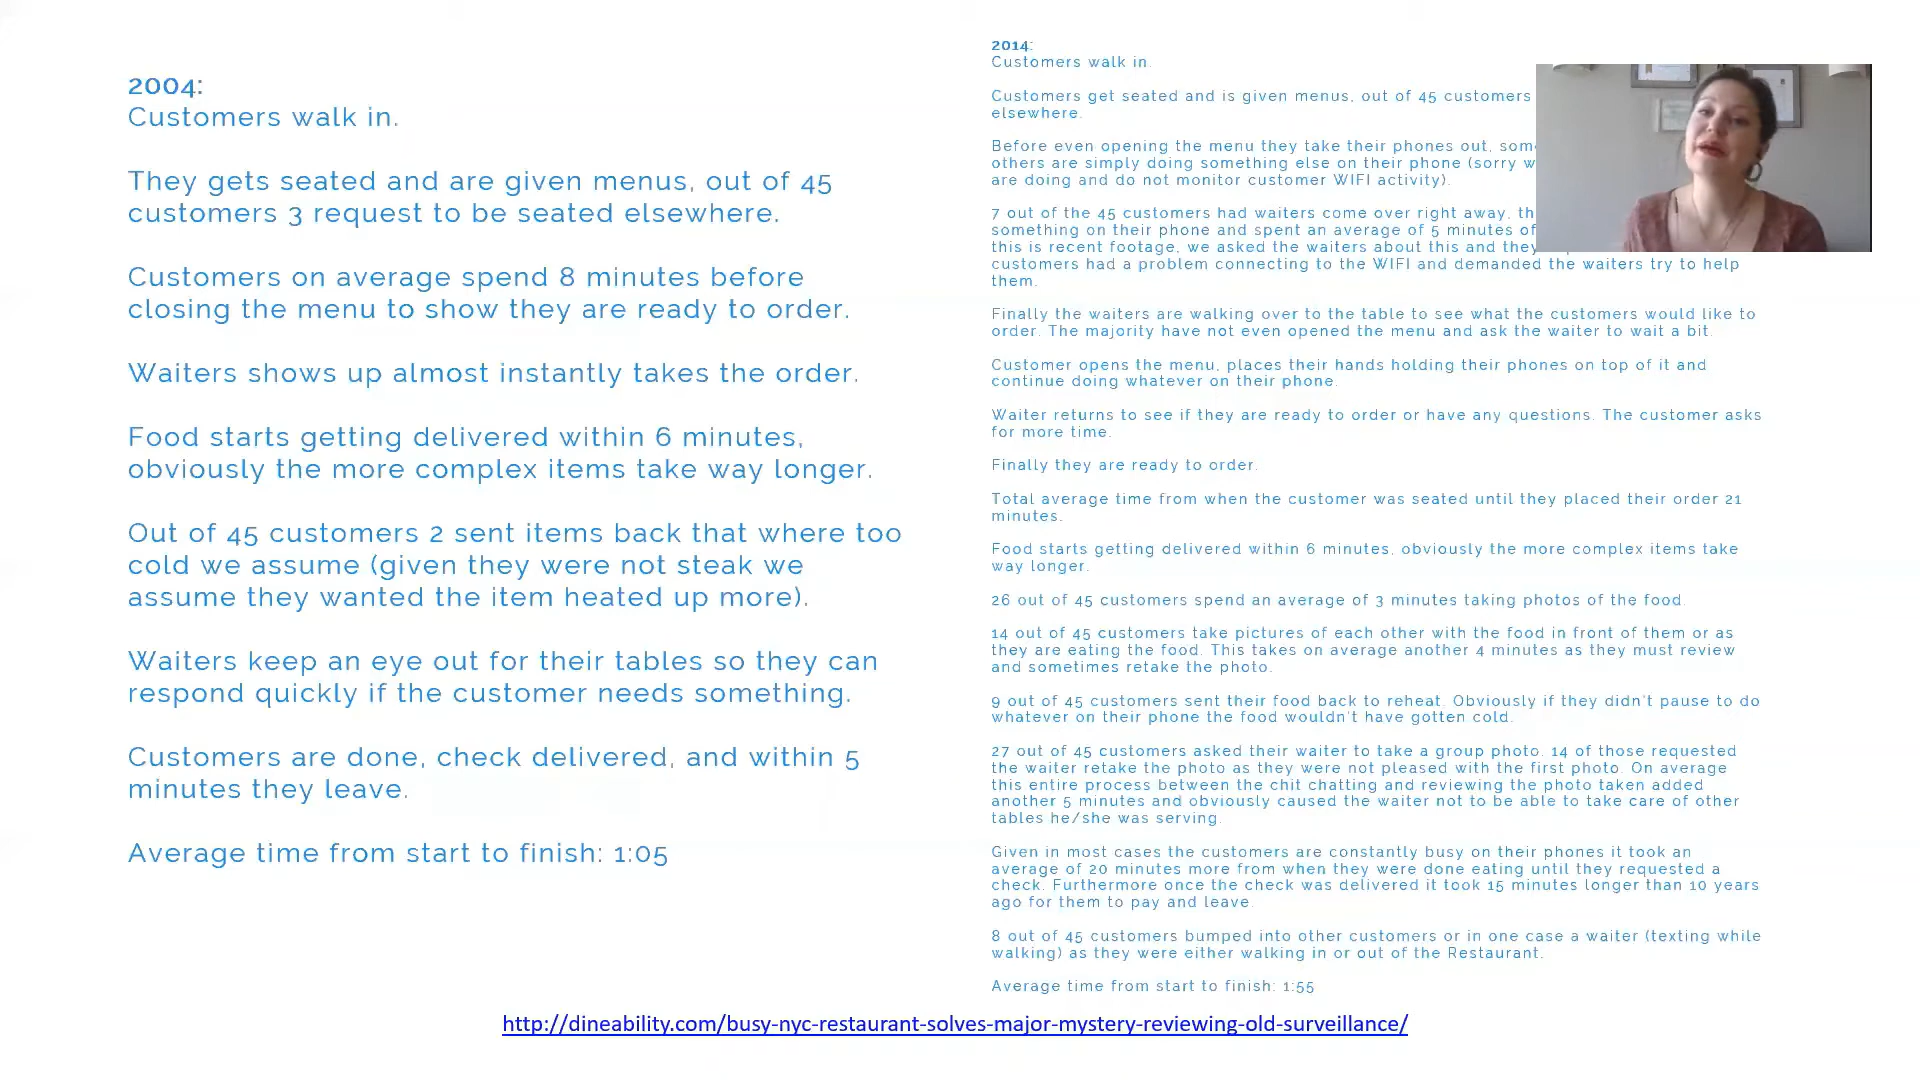 2004:
Customers walk in.
They gets seated and are given menus, out of 45
customers 3 request to be seated elsewhere.
Customers on average spend 8 minutes before
closing the menu to show they are ready to order.
Waiters shows up almost instantly takes the order.
Food starts getting delivered within 6 minutes,
obviously the more complex items take way longer.
Out of 45 customers 2 sent items back that where too
cold we assume (given they were not steak we
assume they wanted the item heated up more).
Waiters keep an eye out for their tables so they can
respond quickly if the customer needs something.
Customers are done, check delivered, and within 5
minutes they leave.
Average time from start to finish: 1:05
2014:
Customers walk in.
Customers get seated and is given menus, out of 45 customers
elsewhere.
Before even opening the menu they take their phones out, som
others are simply doing something else on their phone (sorry w
are doing and do not monitor customer WIFI activity).
7 out of the 45 customers had waiters come over right away, th
something on their phone and spent an average of 5 minutes of
this is recent footage, we asked the waiters about this and they
customers had a problem connecting to the WIFI and demanded the waiters try to help
them.
Finally the waiters are walking over to the table to see what the customers would like to
order. The majority have not even opened the menu and ask the waiter to wait a bit.
Customer opens the menu, places their hands holding their phones on top of it and
continue doing whatever on their phone.
Waiter returns to see if they are ready to order or have any questions. The customer asks
for more time.
Finally they are ready to order.
Total average time from when the customer was seated until they placed their order 21
minutes.
Food starts getting delivered within 6 minutes, obviously the more complex items take
way longer.
26 out of 45 customers spend an average of 3 minutes taking photos of the food.
14 out of 45 customers take pictures of each other with the food in front of them or as
they are eating the food. This takes on average another 4 minutes as they must review
and sometimes retake the photo.
9 out of 45 customers sent their food back to reheat. Obviously if they didn't pause to do
whatever on their phone the food wouldn't have gotten cold.
27 out of 45 customers asked their waiter to take a group photo. 14 of those requested
the waiter retake the photo as they were not pleased with the first photo. On average
this entire process between the chit chatting and reviewing the photo taken added
another 5 minutes and obviously caused the waiter not to be able to take care of other
tables he/she was serving.
Given in most cases the customers are constantly busy on their phones it took an
average of 20 minutes more from when they were done eating until they requested a
check. Furthermore once the check was delivered it took 15 minutes longer than 10 years
ago for them to pay and leave.
8 out of 45 customers bumped into other customers or in one case a waiter (texting while
walking) as they were either walking in or out of the Restaurant.
Average time from start to finish: 1:55
http://dineability.com/busy-nyc-restaurant-solves-major-mystery-reviewing-old-surveillance/